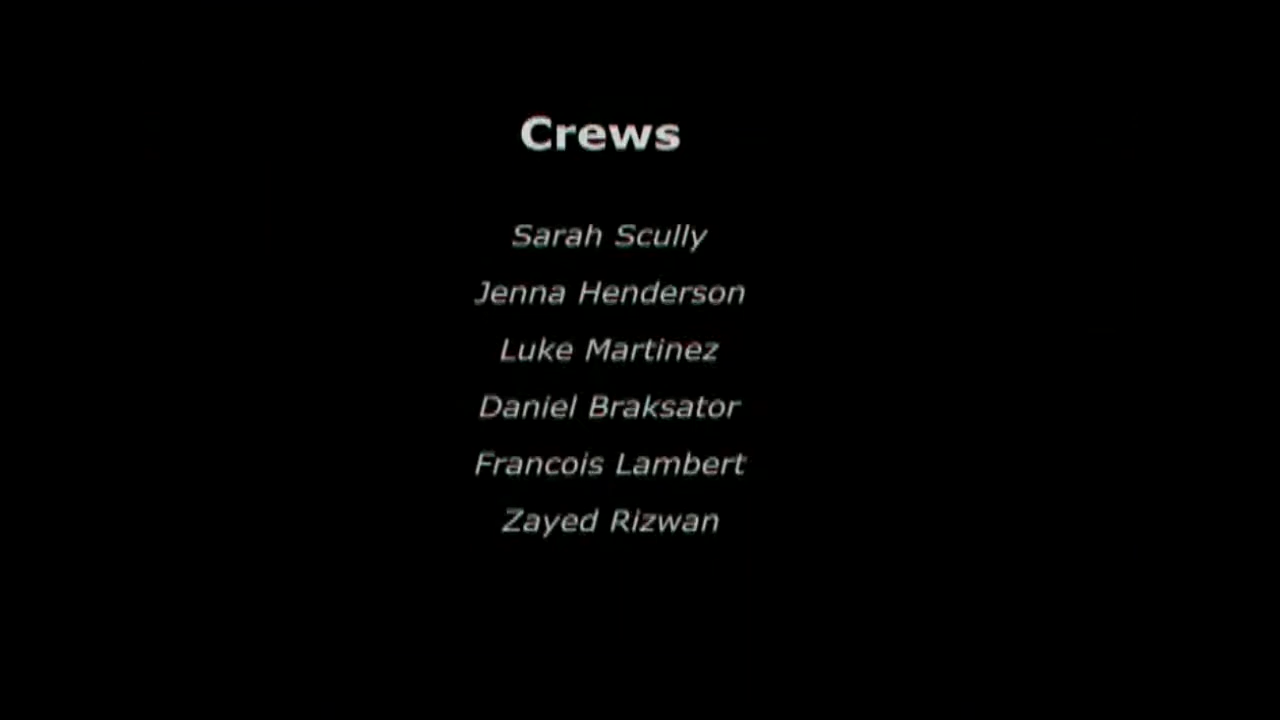 Crews
Sarah Scully
Jenna Henderson
Luke Martinez
Daniel Braksator
Francois Lambert
Zayed Rizwan